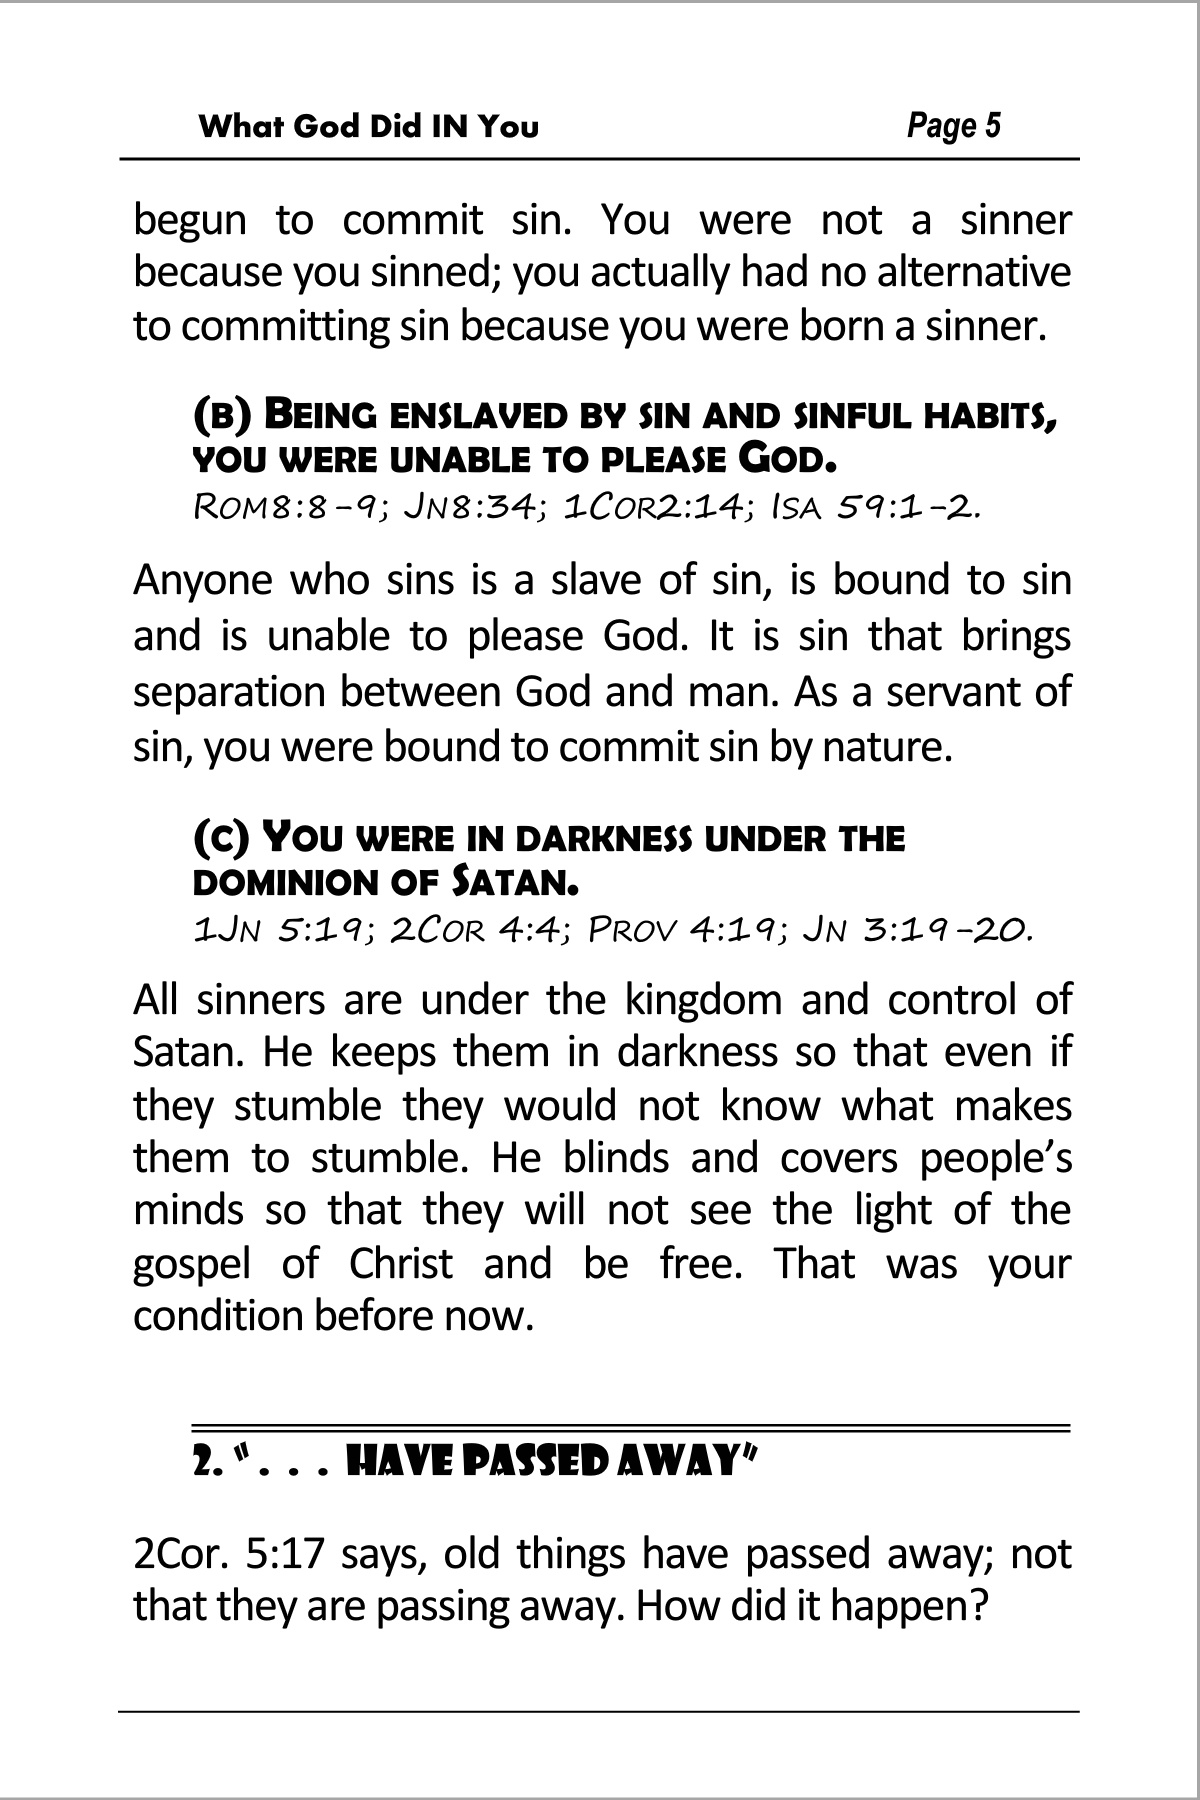 What God Did IN You Page 5
begun to commit sin. You were not a sinner
because you sinned; you actually had no alternative
to committing sin because you were born a sinner.
(B) BEING ENSLAVED BY SIN AND SINFUL HABITS,
YOU WERE UNABLE TO PLEASE GOD.
ROM8:8-9; JN8:34; 1COR2:14; ISA 59:1-2.
Anyone who sins is a slave of sin, is bound to sin
and is unable to please God. It is sin that brings
separation between God and man. As a servant of
sin, you were bound to commit sin by nature.
(C) YOU WERE IN DARKNESS UNDER THE
DOMINION OF SATAN.
1JN 5:19; 2COR 4:4; PROV 4:19; JN 3:19-20.
All sinners are under the kingdom and control of
Satan. He keeps them in darkness so that even if
they stumble they would not know what makes
them to stumble. He blinds and covers people’s
minds so that they will not see the light of the
gospel of Christ and be free. That was your
condition before now.
2. “. . . HAVE PASSED AWAY”
2Cor. 5:17 says, old things have passed away; not
that they are passing away. How did it happen?